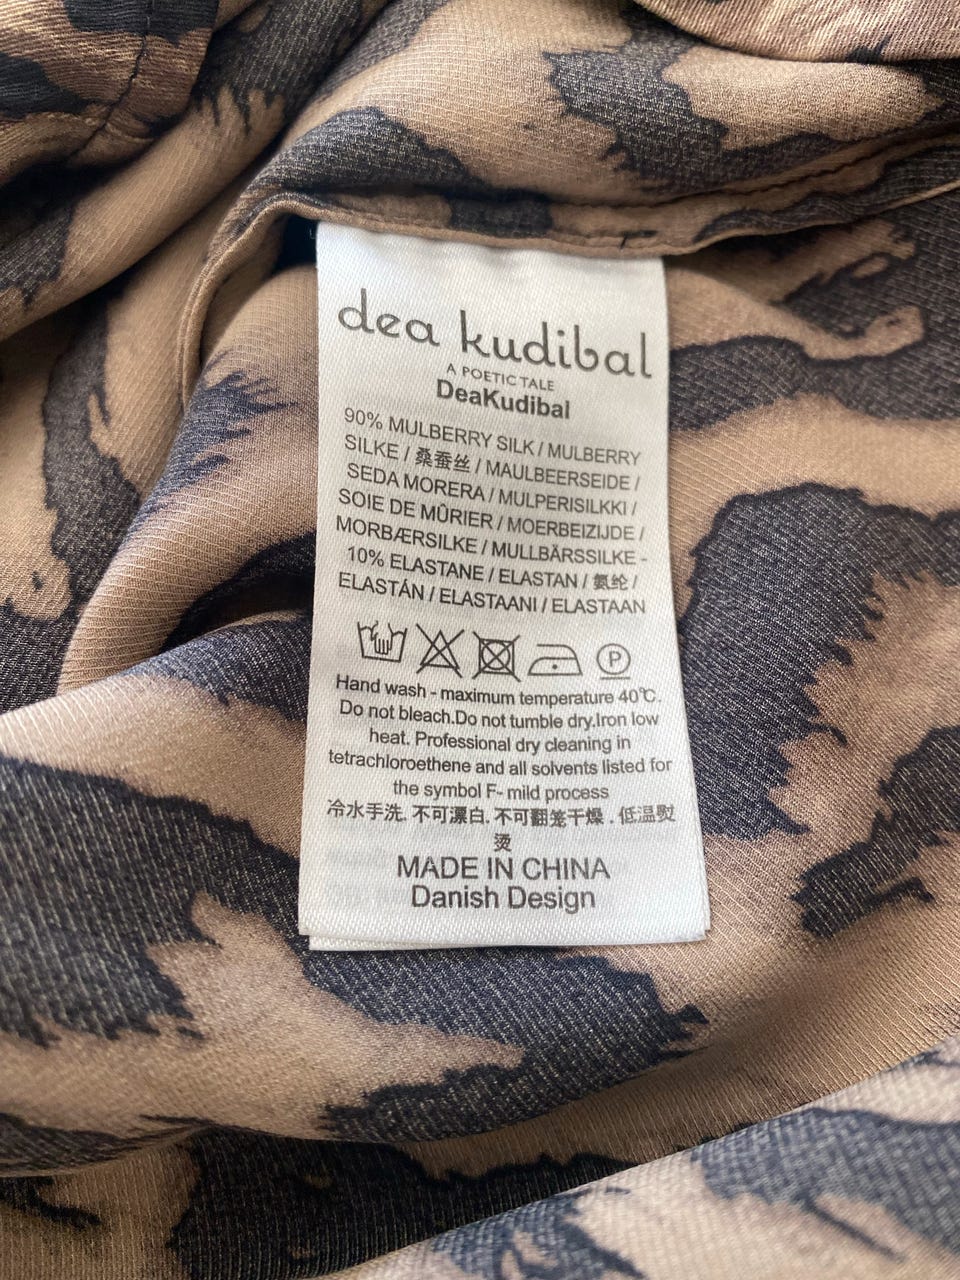 dea kudibal
A POETIC TALE
DeaKudibal
90% MULBERRY SILK / MULBERRY
SILKE / 桑蚕丝 / MAULBEERSEIDE /
SEDA MORERA / MULPERISILKKI /
SOIE DE MÛRIER / MOERBEIZIJDE /
MORBÆRSILKE / MULLBÄRSSILKE -
10% ELASTANE / ELASTAN / 氨纶 /
ELASTÁN / ELASTAANI / ELASTAAN
P
Hand wash - maximum temperature 40℃.
Do not bleach.Do not tumble dry.Iron low
heat. Professional dry cleaning in
tetrachloroethene and all solvents listed for
the symbol F- mild process
冷水手洗. 不可漂白. 不可翻笼干燥 . 低温熨
烫
MADE IN CHINA
Danish Design